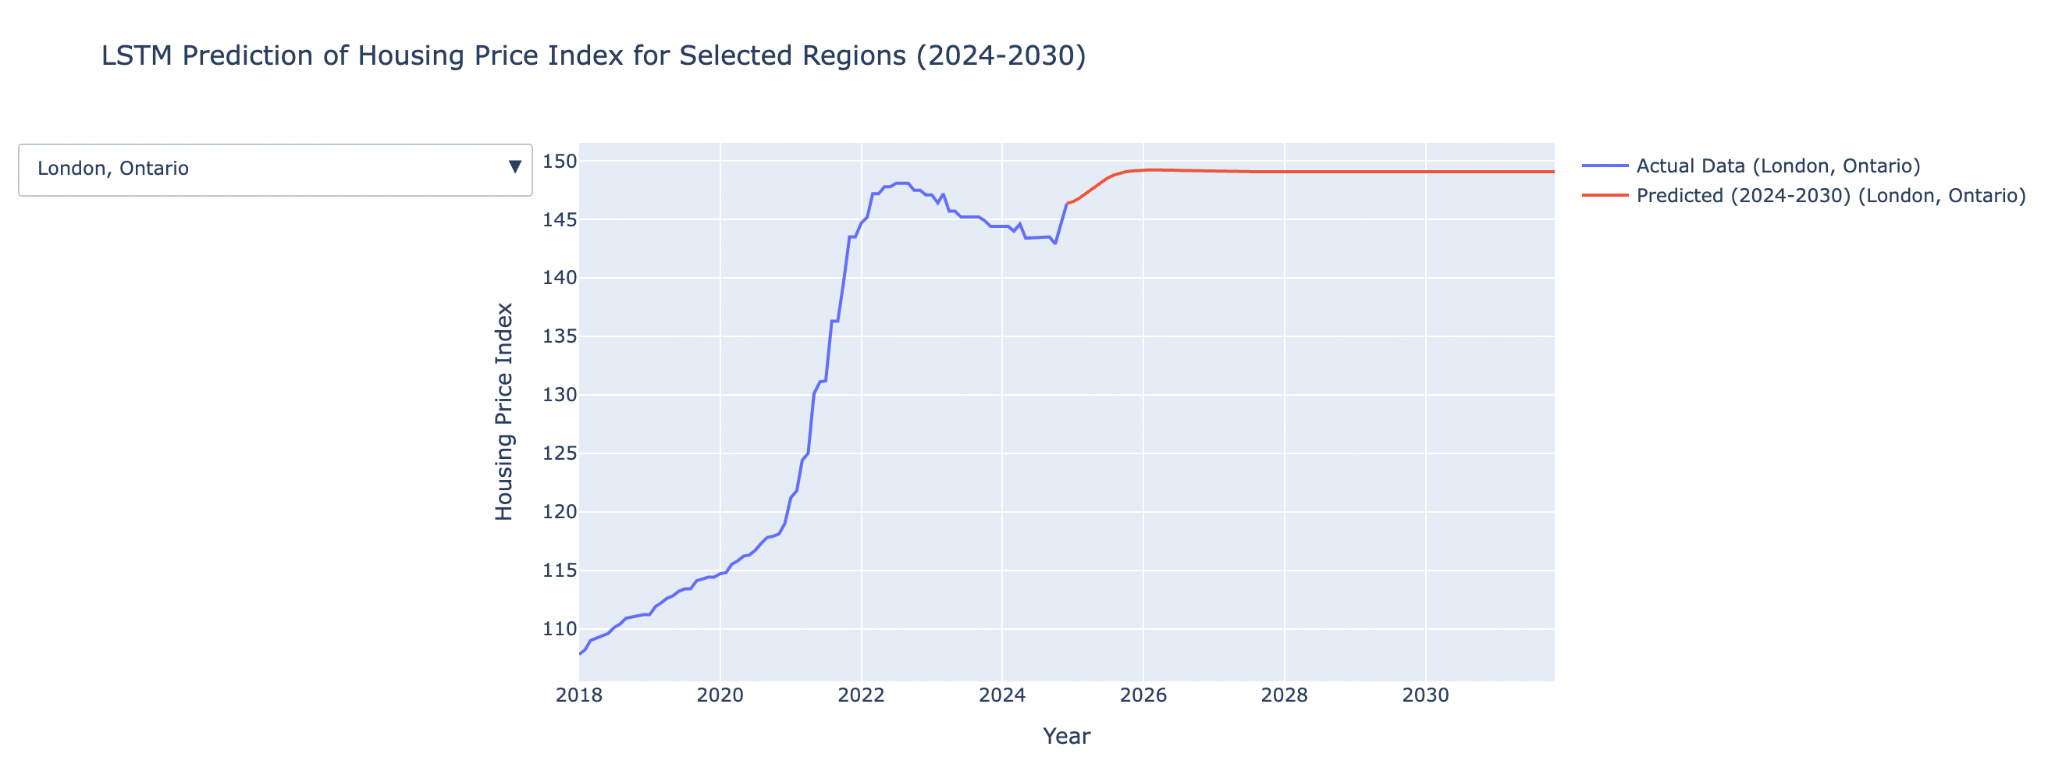 LSTM Prediction of Housing Price Index for Selected Regions (2024-2030)
London, Ontario
▼
Housing Price Index
150
145
140
135
130
125
120
115
110
2018 2020 2022 2024 2026 2028 2030
Year
Actual Data (London, Ontario)
Predicted (2024-2030) (London, Ontario)